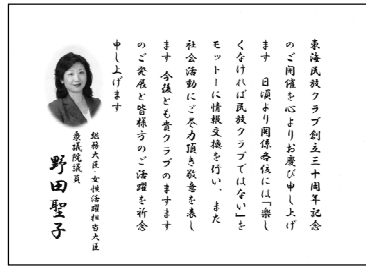 東海民放クラブ創立三十周年記念
のご開催を心よりお慶び申し上げ
ます　日頃より関係各位には「楽し
くなければ民放クラブではない」を
モットーに情報交換を行い、また
社会活動にご尽力頂き敬意を表し
ます　今後とも貴クラブのますます
のご発展と皆様方のご活躍を祈念
申し上げます
総務大臣・女性活躍担当大臣
衆議院議員
野田聖子